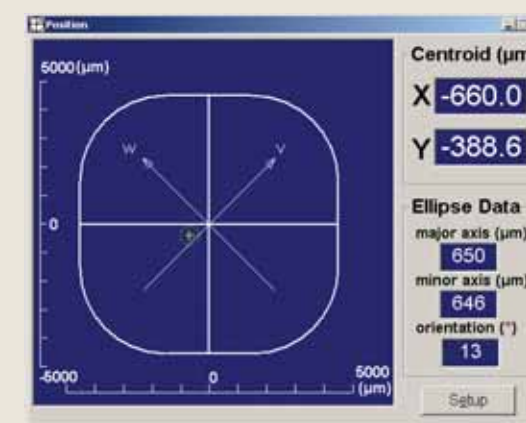 Position
5000(µm)
W
V
0
-5000
0
5000
(µm)
Centroid (µm
X -660.0
Y -388.6
Ellipse Data
major axis (µm)
650
minor axis (µm)
646
orientation (°)
13
Setup